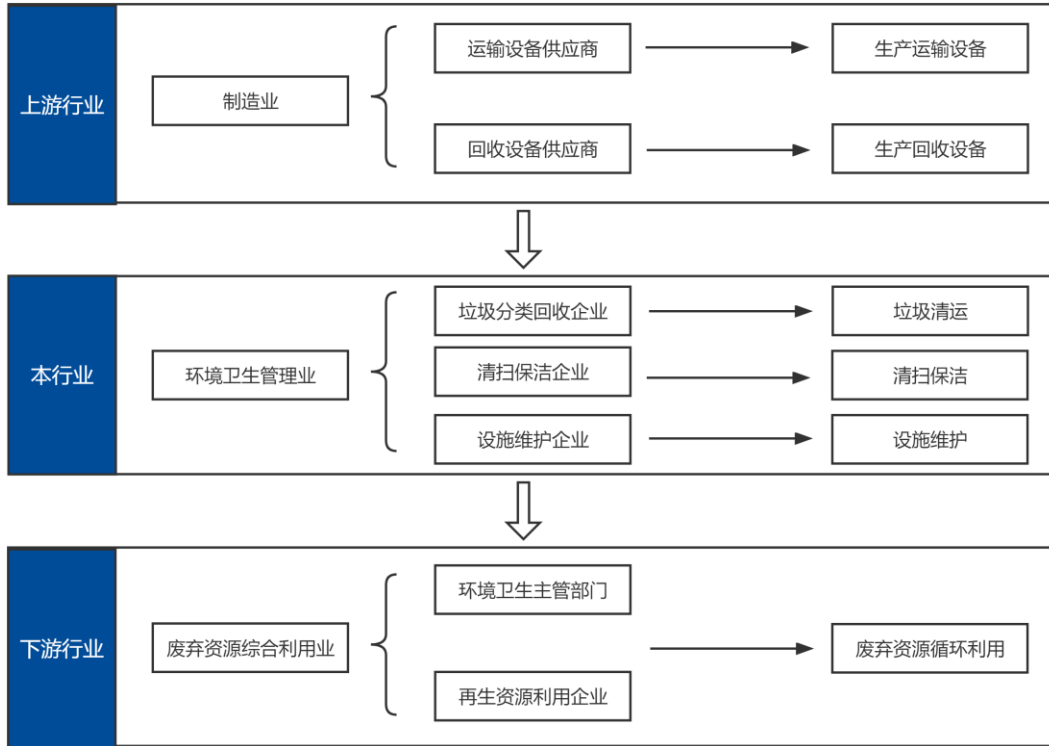 上游行业
制造业
运输设备供应商
生产运输设备
回收设备供应商
生产回收设备
本行业
环境卫生管理业
垃圾分类回收企业
垃圾清运
清扫保洁企业
清扫保洁
设施维护企业
设施维护
下游行业
废弃资源综合利用业
环境卫生主管部门
再生资源利用企业
废弃资源循环利用